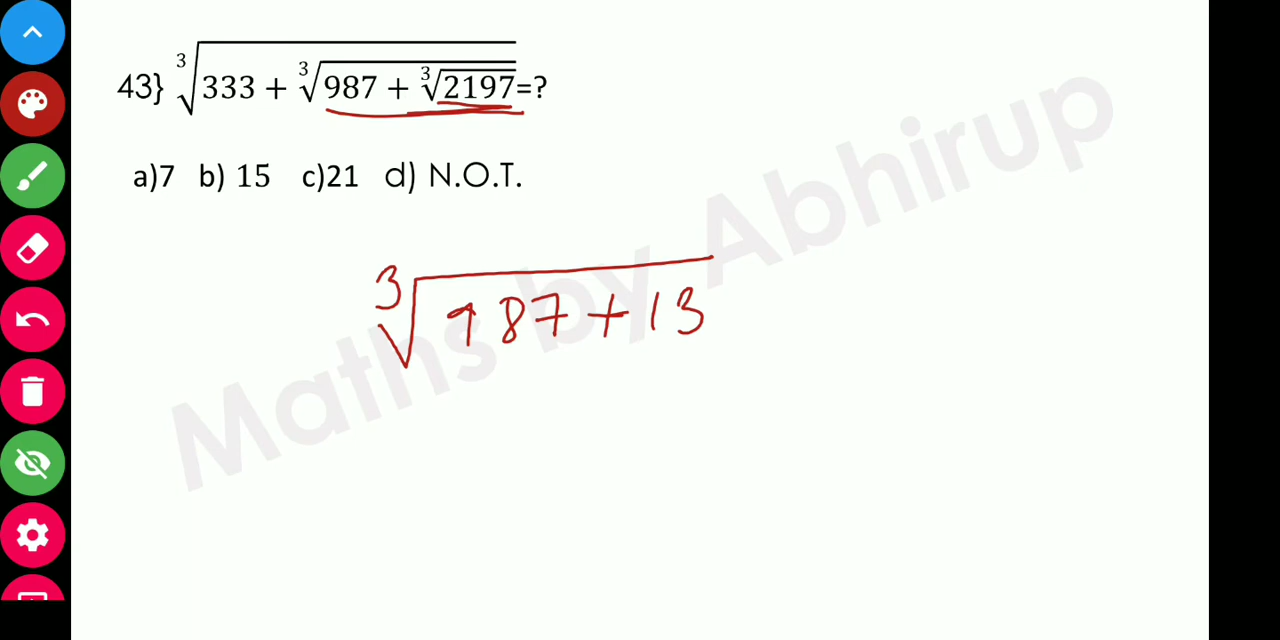 43} ∛333 + ∛987 + ∛2197=?
a)7 b) 15 c)21 d) N.O.T.
∛987+13
Maths by Abhirup